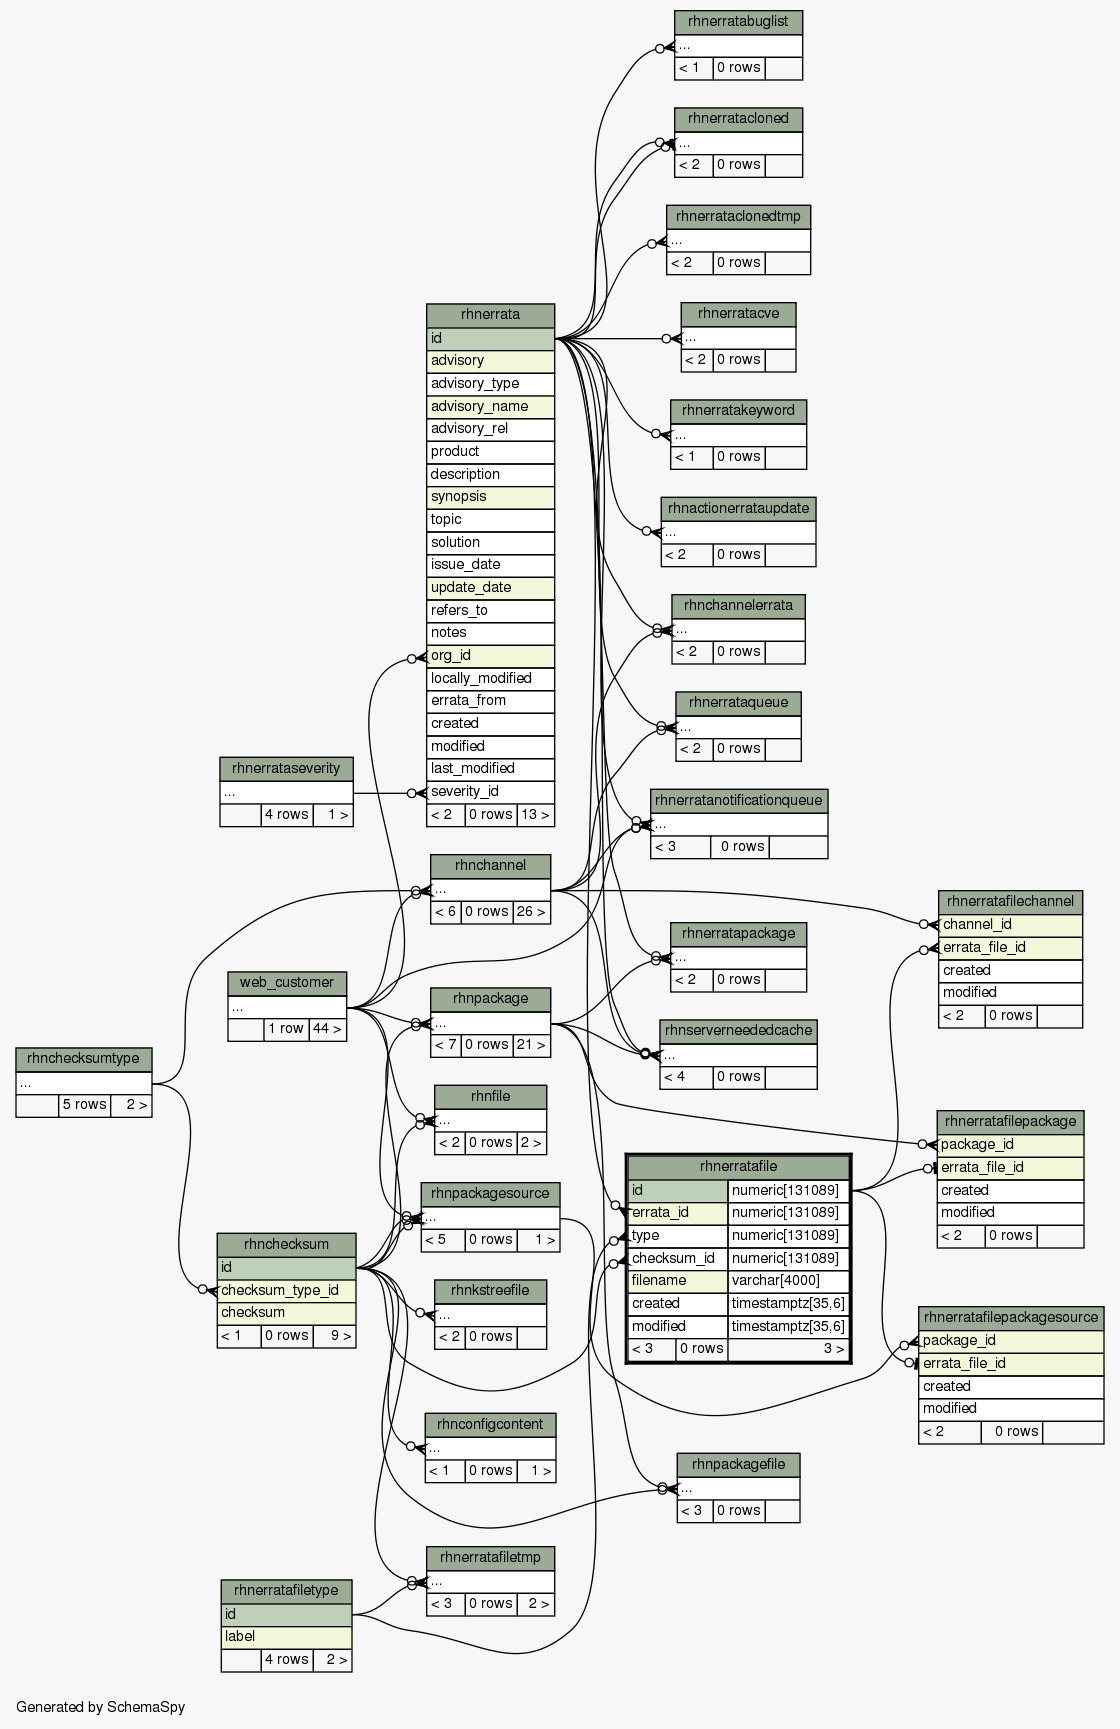 rhnerratabuglist
...
< 1 0 rows
rhnerratacloned
...
< 2 0 rows
rhnerrataclonedtmp
...
< 2 0 rows
rhnerratacve
...
< 2 0 rows
rhnerratakeyword
...
< 1 0 rows
rhnactionerrataupdate
...
< 2 0 rows
rhnchannelerrata
...
< 2 0 rows
rhnerrataqueue
...
< 2 0 rows
rhnerratanotificationqueue
...
< 3 0 rows
rhnerratapackage
...
< 2 0 rows
rhnserverneededcache
...
< 4 0 rows
rhnerrata
id
advisory
advisory_type
advisory_name
advisory_rel
product
description
synopsis
topic
solution
issue_date
update_date
refers_to
notes
org_id
locally_modified
errata_from
created
modified
last_modified
severity_id
< 2 0 rows 13 >
rhnerrataseverity
...
4 rows 1 >
rhnchannel
...
< 6 0 rows 26 >
web_customer
...
1 row 44 >
rhnpackage
...
< 7 0 rows 21 >
rhnchecksumtype
...
5 rows 2 >
rhnfile
...
< 2 0 rows 2 >
rhnpackagesource
...
< 5 0 rows 1 >
rhnchecksum
id
checksum_type_id
checksum
< 1 0 rows 9 >
rhnkstreefile
...
< 2 0 rows
rhnconfigcontent
...
< 1 0 rows 1 >
rhnerratafiletmp
...
< 3 0 rows 2 >
rhnerratafiletype
id
label
4 rows 2 >
rhnerratafile
id numeric[131089]
errata_id numeric[131089]
type numeric[131089]
checksum_id numeric[131089]
filename varchar[4000]
created timestamptz[35,6]
modified timestamptz[35,6]
< 3 0 rows 3 >
rhnpackagefile
...
< 3 0 rows
rhnerratafilechannel
channel_id
errata_file_id
created
modified
< 2 0 rows
rhnerratafilepackage
package_id
errata_file_id
created
modified
< 2 0 rows
rhnerratafilepackagesource
package_id
errata_file_id
created
modified
< 2 0 rows
Generated by SchemaSpy